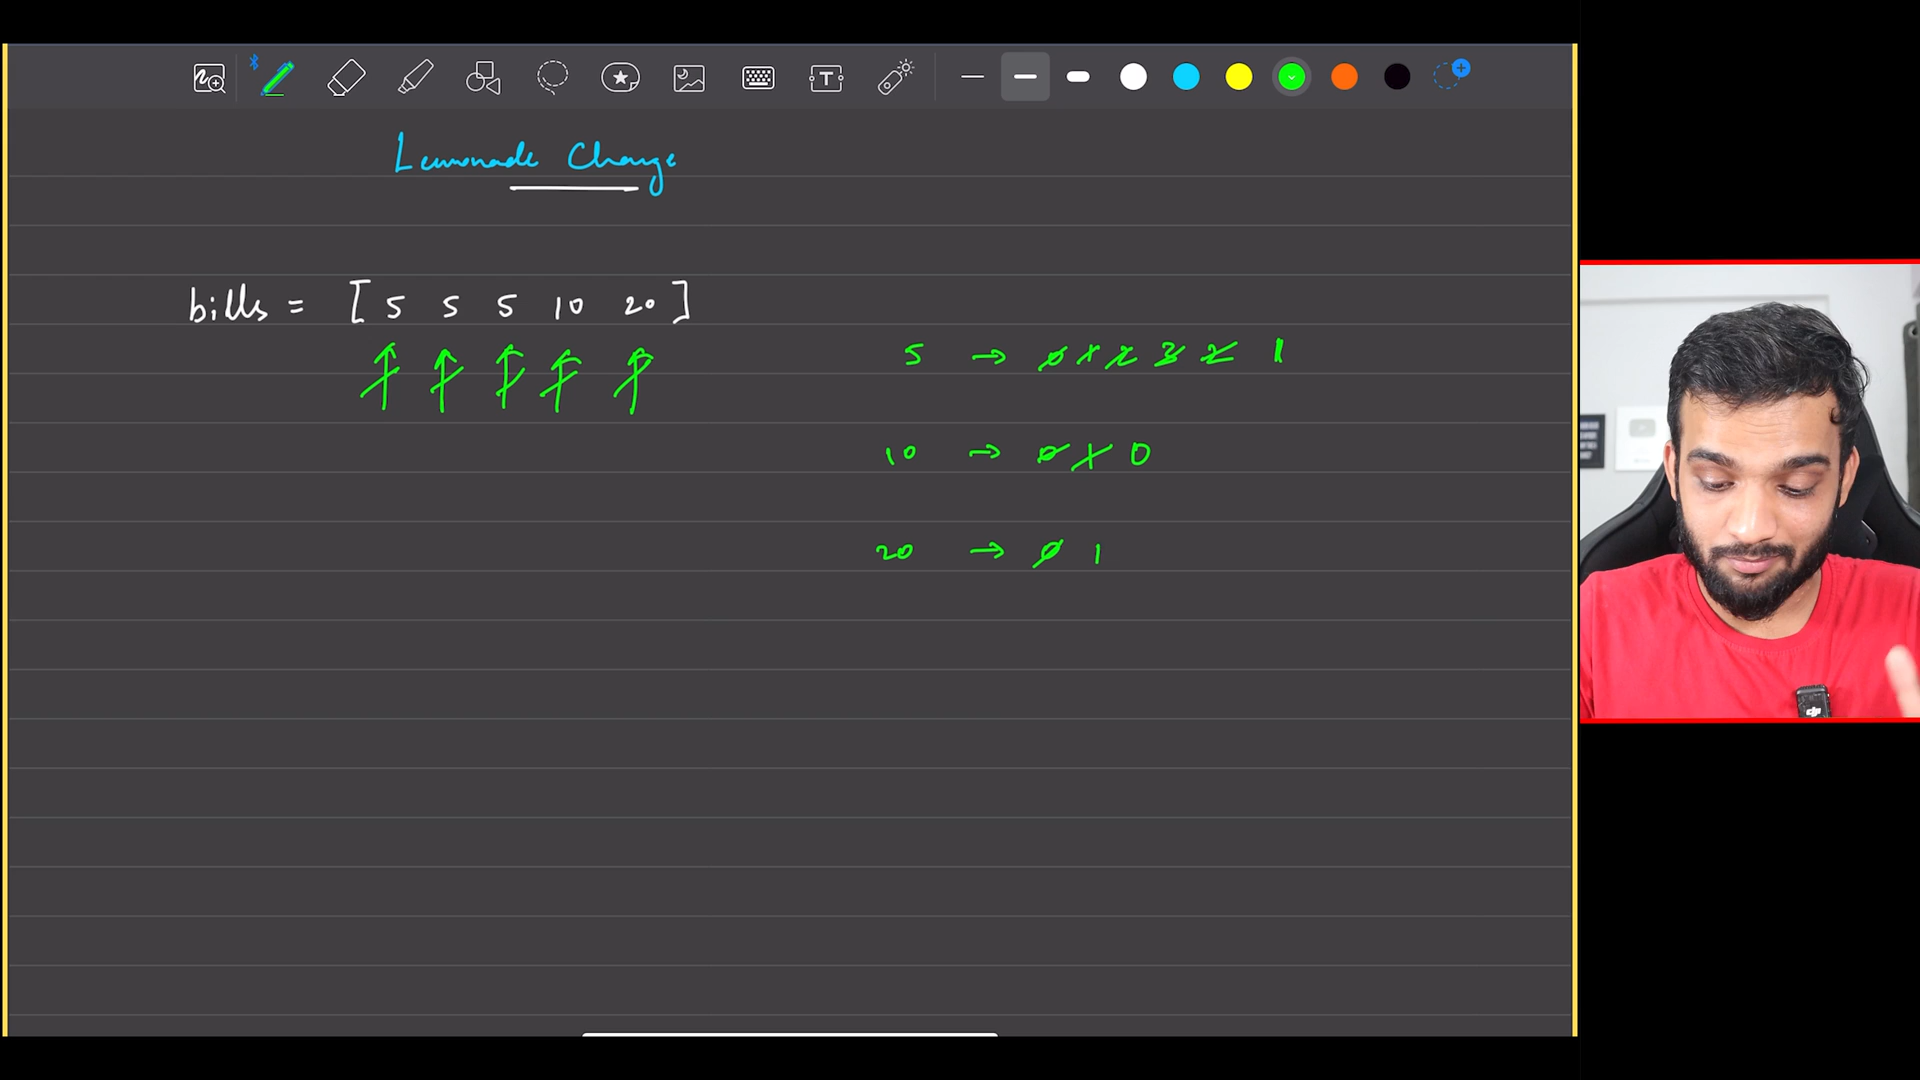 Lemonade Change
bills = [ 5 5 5 10 20 ]
5 → 0 1 2 3 2 1
10 → 0 1 0
20 → 0 1